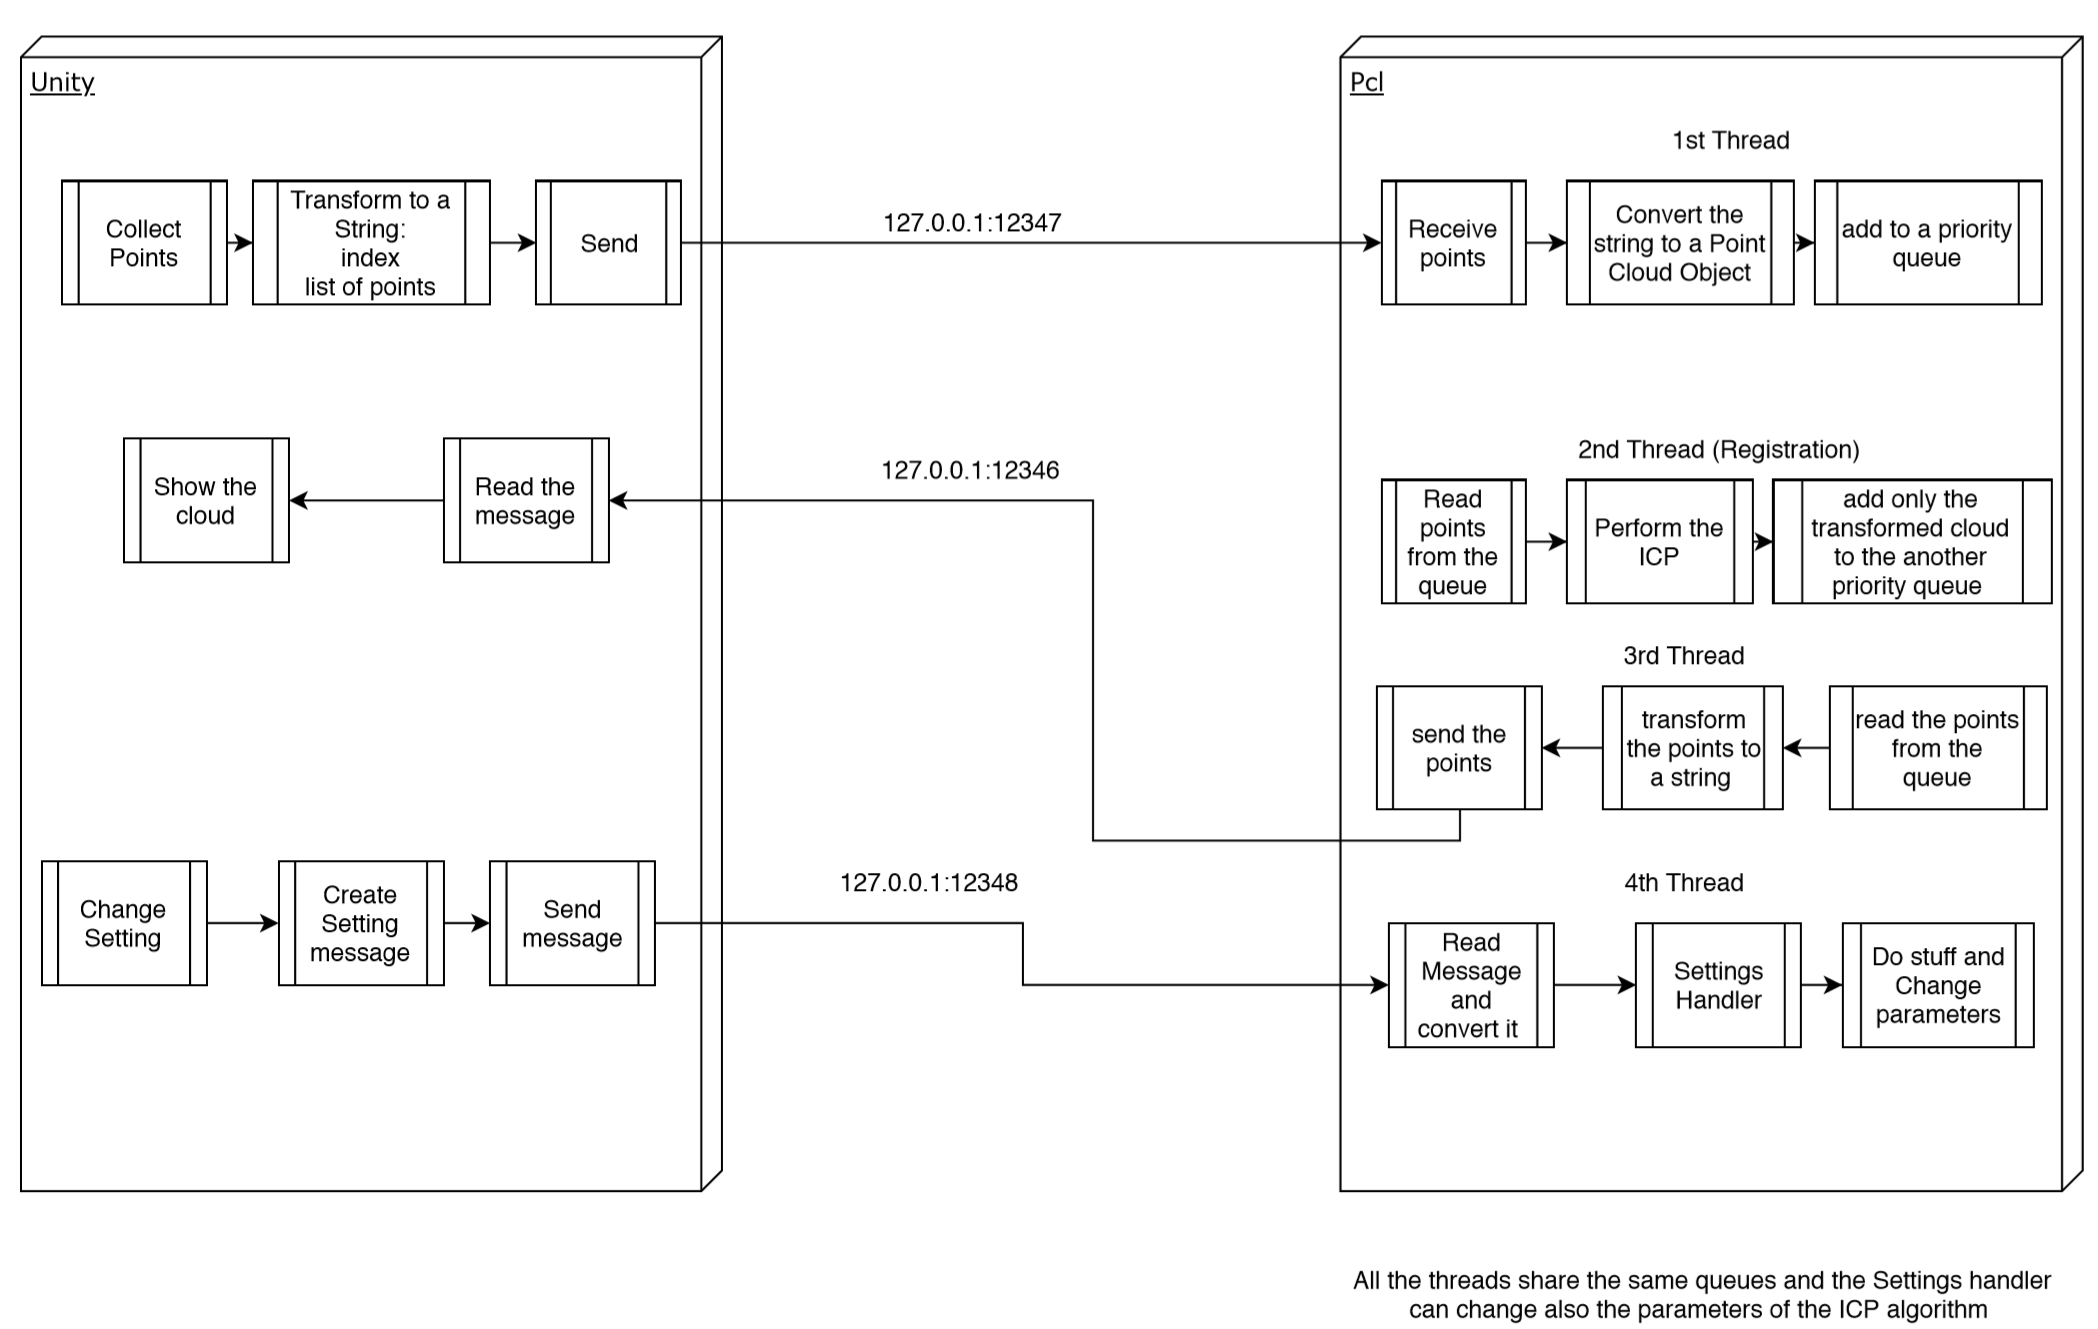 Unity
Collect
Points
Transform to a
String:
index
list of points
Send
127.0.0.1:12347
Pcl
1st Thread
Receive
points
Convert the
string to a Point
Cloud Object
add to a priority
queue
Show the
cloud
Read the
message
127.0.0.1:12346
2nd Thread (Registration)
Read
points
from the
queue
Perform the
ICP
add only the
transformed cloud
to the another
priority queue
3rd Thread
send the
points
transform
the points to
a string
read the points
from the
queue
Change
Setting
Create
Setting
message
Send
message
127.0.0.1:12348
4th Thread
Read
Message
and
convert it
Settings
Handler
Do stuff and
Change
parameters
All the threads share the same queues and the Settings handler
can change also the parameters of the ICP algorithm